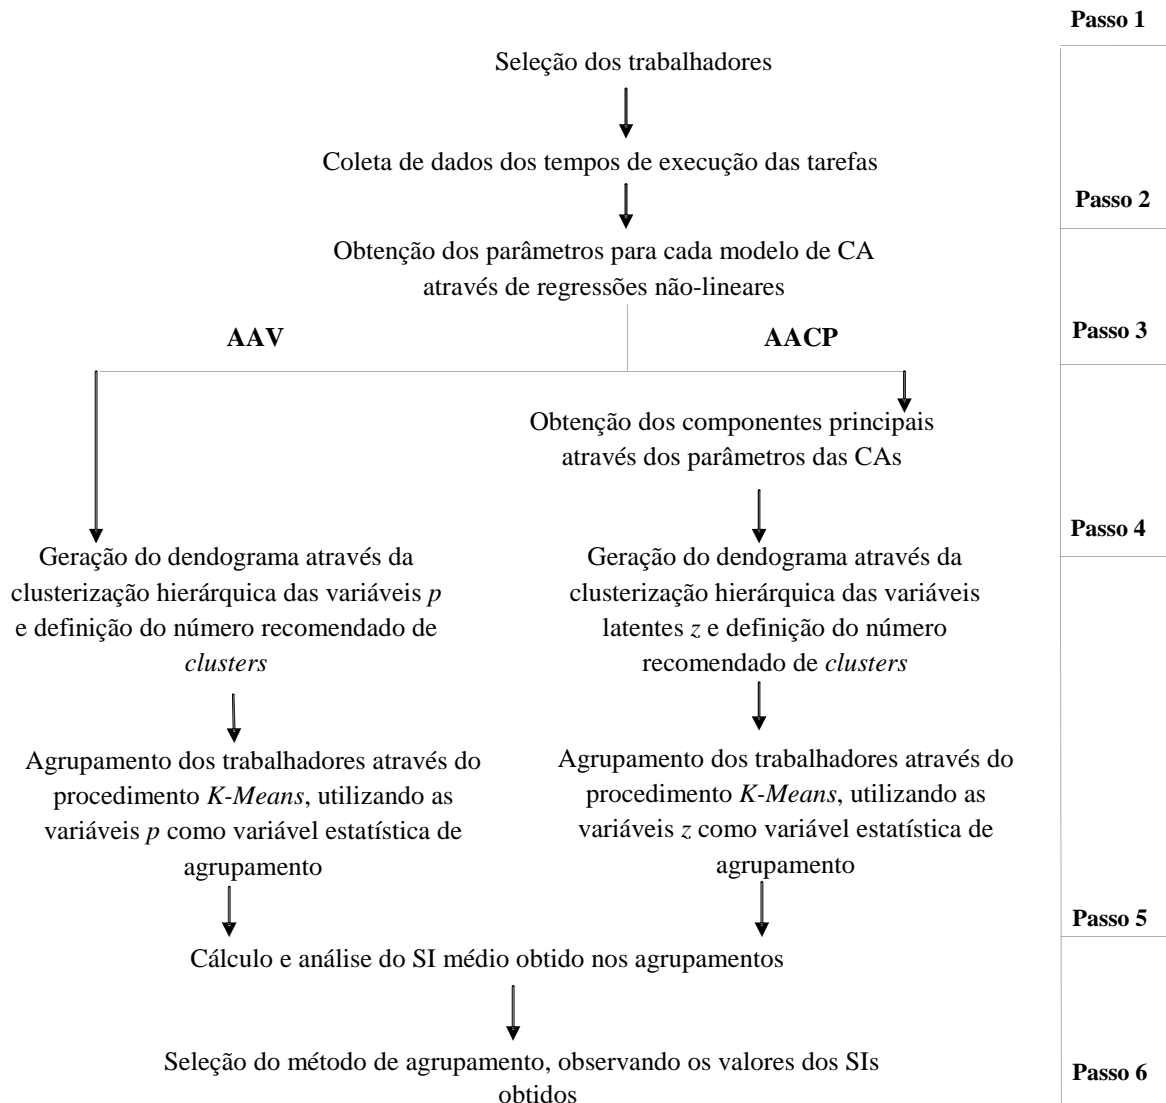 Passo 1
Seleção dos trabalhadores
Coleta de dados dos tempos de execução das tarefas
Passo 2
Obtenção dos parâmetros para cada modelo de CA
através de regressões não-lineares
Passo 3
AAV
AACP
Obtenção dos componentes principais
através dos parâmetros das CAs
Passo 4
Geração do dendograma através da
clusterização hierárquica das variáveis p
e definição do número recomendado de
clusters
Geração do dendograma através da
clusterização hierárquica das variáveis
latentes z e definição do número
recomendado de clusters
Agrupamento dos trabalhadores através do
procedimento K-Means, utilizando as
variáveis p como variável estatística de
agrupamento
Agrupamento dos trabalhadores através do
procedimento K-Means, utilizando as
variáveis z como variável estatística de
agrupamento
Passo 5
Cálculo e análise do SI médio obtido nos agrupamentos
Seleção do método de agrupamento, observando os valores dos SIs
obtidos
Passo 6